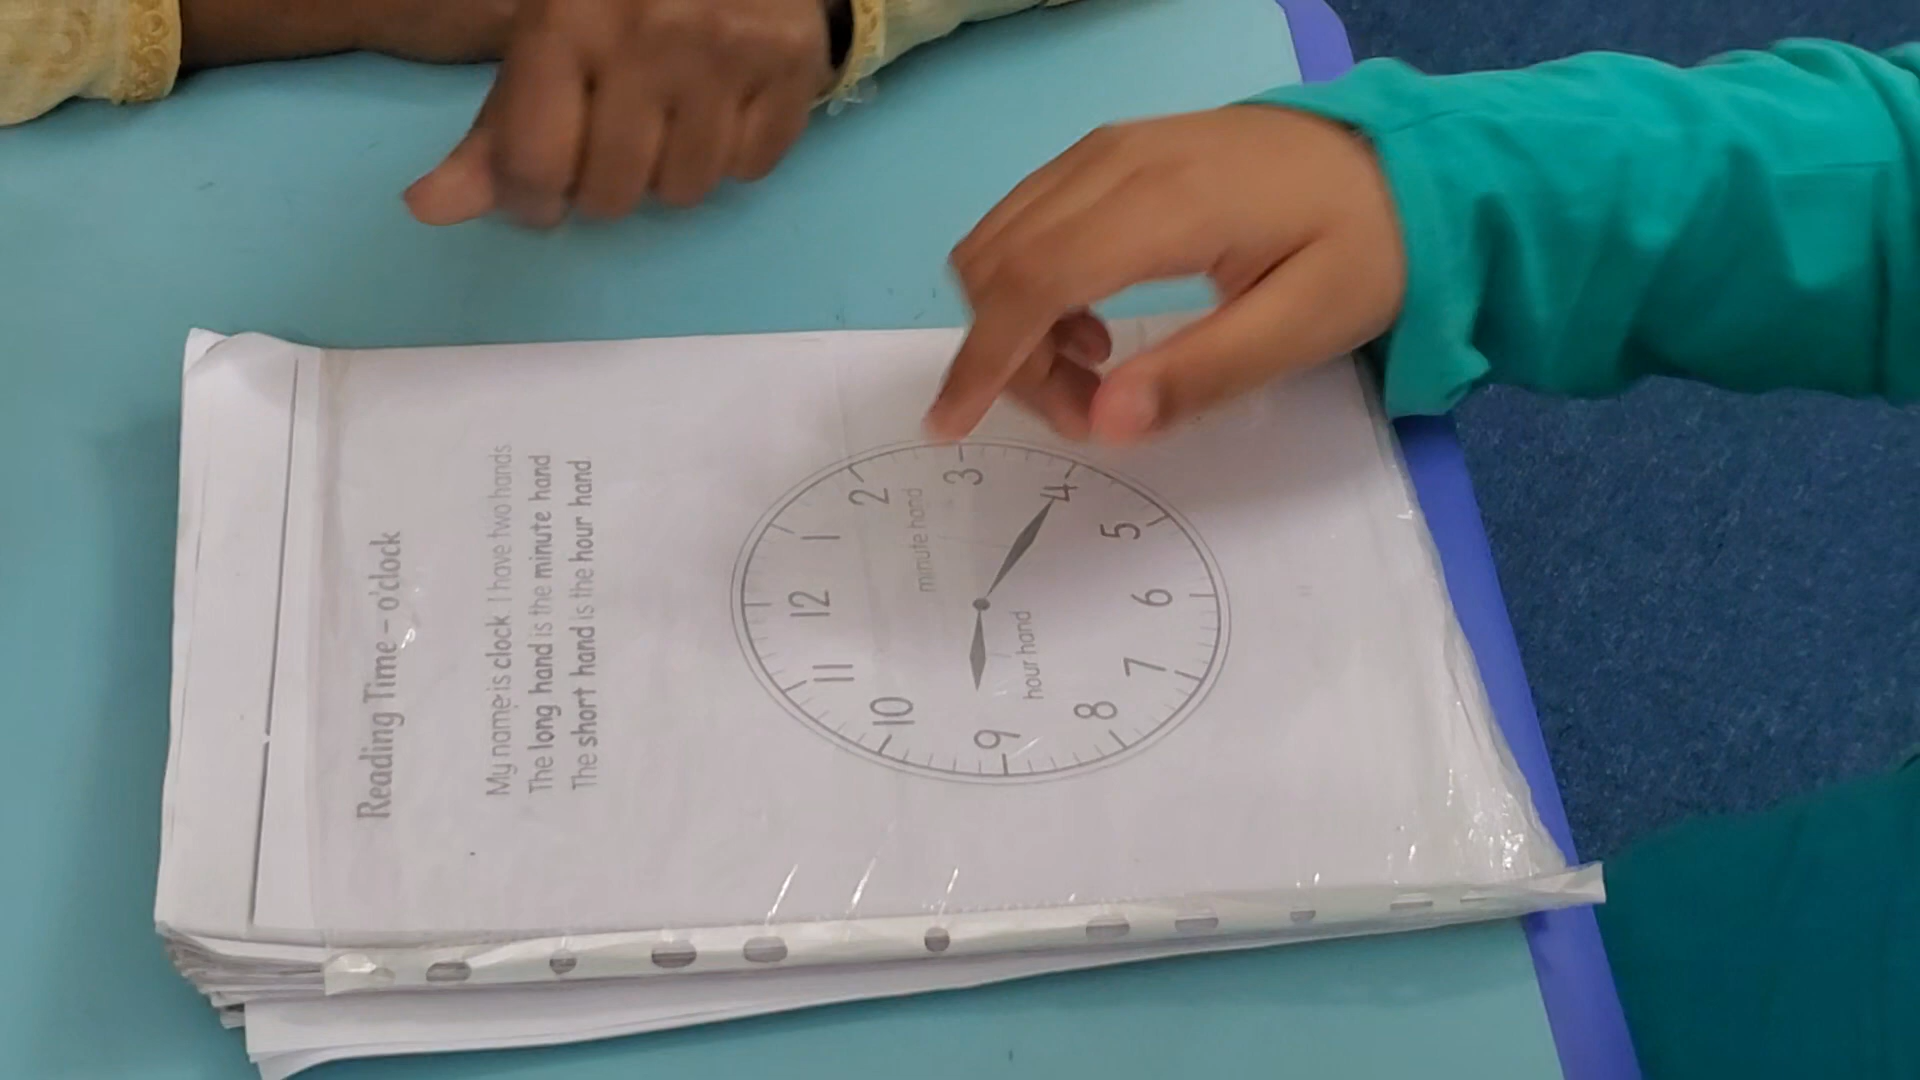 Reading Time – o'clock
My name is clock. I have two hands
The long hand is the minute hand
The short hand is the hour hand
12
11
1
10
2
minute hand
9
3
hour hand
8
4
7
5
6